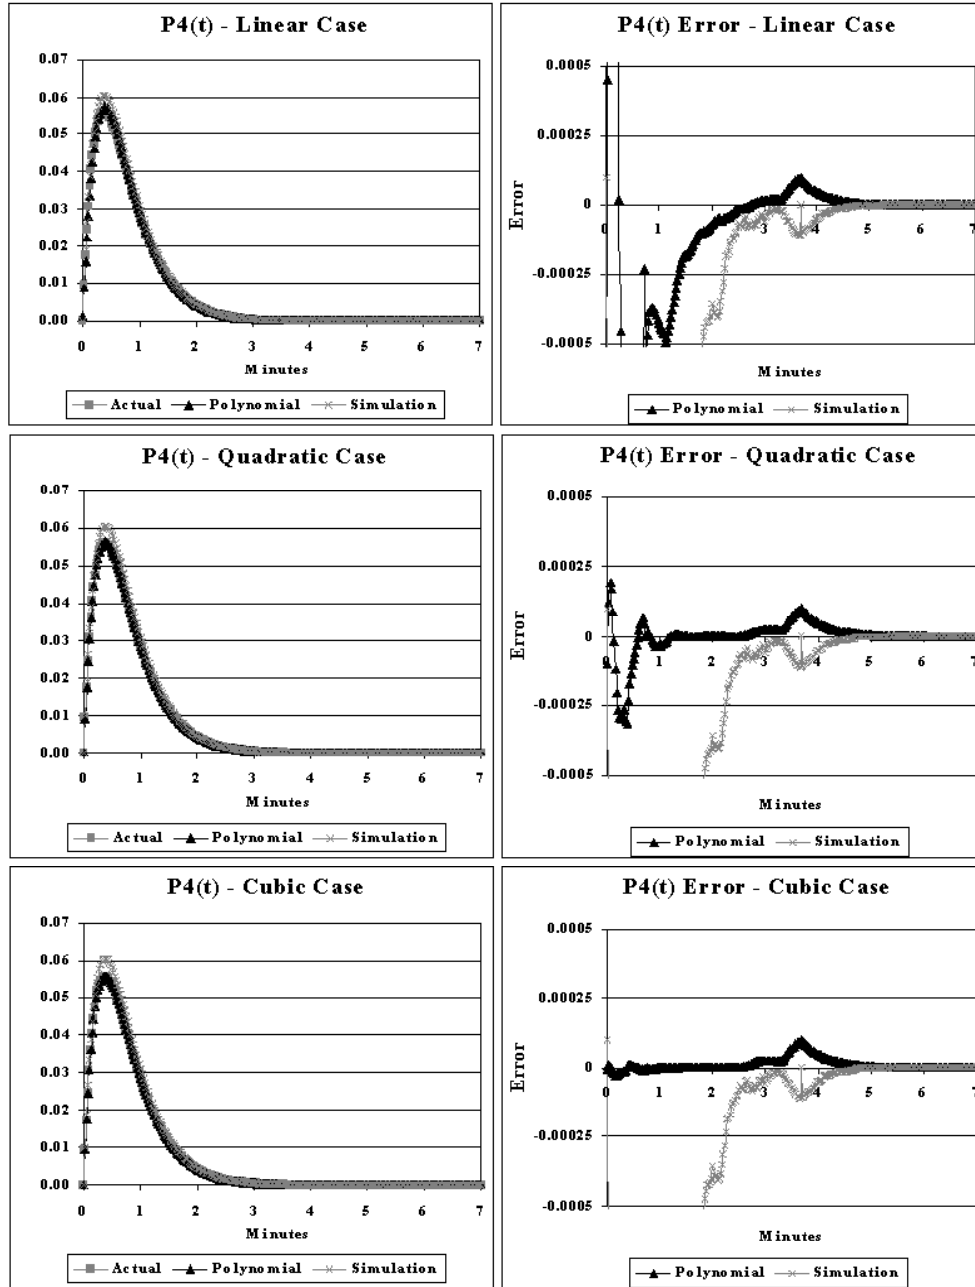 P4(t) - Linear Case
0.07
0.06
0.05
0.04
0.03
0.02
0.01
0.00
0 1 2 3 4 5 6 7
Minutes
Actual Polynomial Simulation
P4(t) Error - Linear Case
0.0005
0.00025
0
-0.00025
-0.0005
Error
0 1 2 3 4 5 6 7
Minutes
Polynomial Simulation
P4(t) - Quadratic Case
0.07
0.06
0.05
0.04
0.03
0.02
0.01
0.00
0 1 2 3 4 5 6 7
Minutes
Actual Polynomial Simulation
P4(t) Error - Quadratic Case
0.0005
0.00025
0
-0.00025
-0.0005
Error
0 1 2 3 4 5 6 7
Minutes
Polynomial Simulation
P4(t) - Cubic Case
0.07
0.06
0.05
0.04
0.03
0.02
0.01
0.00
0 1 2 3 4 5 6 7
Minutes
Actual Polynomial Simulation
P4(t) Error - Cubic Case
0.0005
0.00025
0
-0.00025
-0.0005
Error
0 1 2 3 4 5 6 7
Minutes
Polynomial Simulation